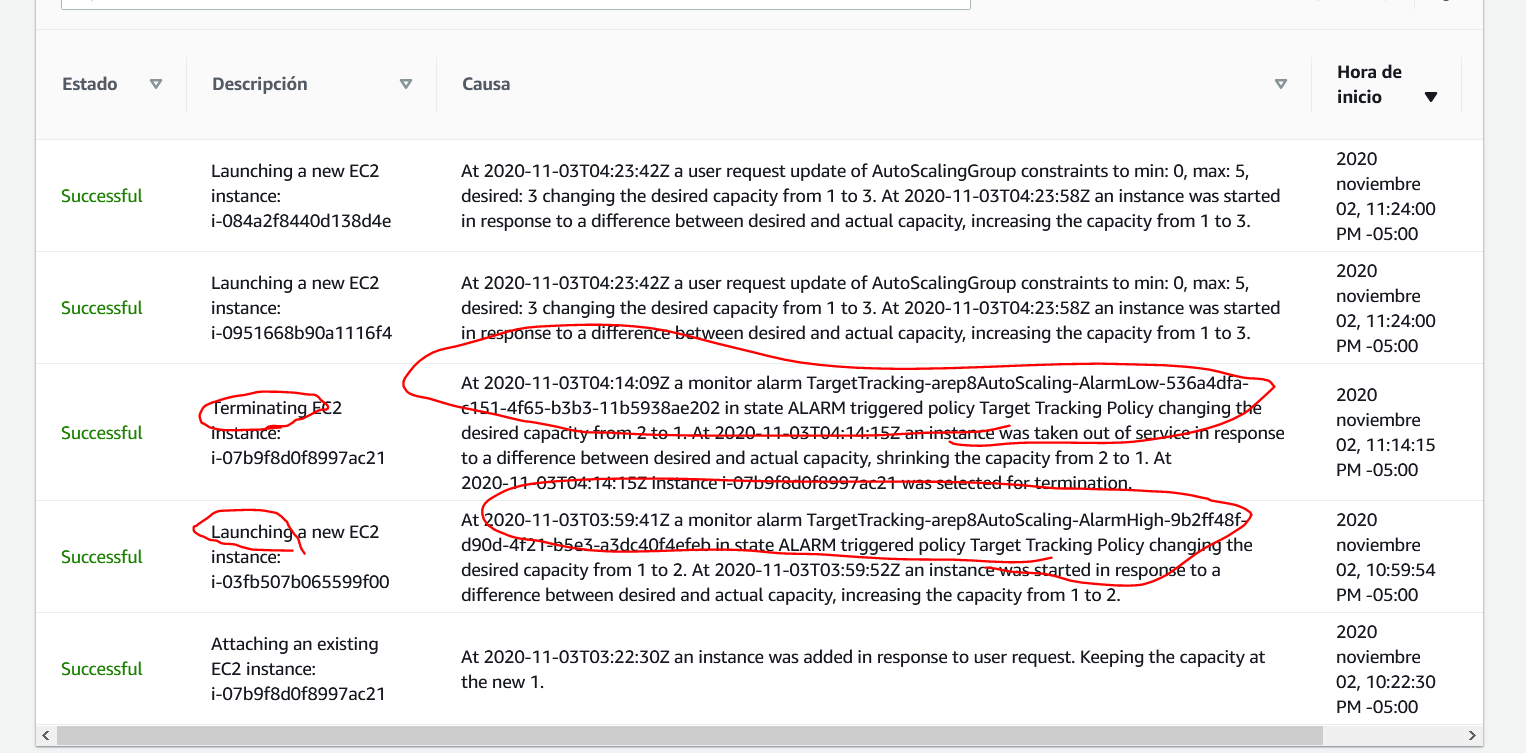 Estado
Descripción
Causa
Hora de
inicio
Successful
Launching a new EC2
instance:
i-084a2f8440d138d4e
At 2020-11-03T04:23:42Z a user request update of AutoScalingGroup constraints to min: 0, max: 5,
desired: 3 changing the desired capacity from 1 to 3. At 2020-11-03T04:23:58Z an instance was started
in response to a difference between desired and actual capacity, increasing the capacity from 1 to 3.
2020
noviembre
02, 11:24:00
PM -05:00
Successful
Launching a new EC2
instance:
i-0951668b90a1116f4
At 2020-11-03T04:23:42Z a user request update of AutoScalingGroup constraints to min: 0, max: 5,
desired: 3 changing the desired capacity from 1 to 3. At 2020-11-03T04:23:58Z an instance was started
in response to a difference between desired and actual capacity, increasing the capacity from 1 to 3.
2020
noviembre
02, 11:24:00
PM -05:00
Successful
Terminating EC2
instance:
i-07b9f8d0f8997ac21
At 2020-11-03T04:14:09Z a monitor alarm TargetTracking-arep8AutoScaling-AlarmLow-536a4dfa-
c151-4f65-b3b3-11b5938ae202 in state ALARM triggered policy Target Tracking Policy changing the
desired capacity from 2 to 1. At 2020-11-03T04:14:15Z an instance was taken out of service in response
to a difference between desired and actual capacity, shrinking the capacity from 2 to 1. At
2020-11-03T04:14:15Z instance i-07b9f8d0f8997ac21 was selected for termination.
2020
noviembre
02, 11:14:15
PM -05:00
Successful
Launching a new EC2
instance:
i-03fb507b065599f00
At 2020-11-03T03:59:41Z a monitor alarm TargetTracking-arep8AutoScaling-AlarmHigh-9b2ff48f-
d90d-4f21-b5e3-a3dc40f4efeb in state ALARM triggered policy Target Tracking Policy changing the
desired capacity from 1 to 2. At 2020-11-03T03:59:52Z an instance was started in response to a
difference between desired and actual capacity, increasing the capacity from 1 to 2.
2020
noviembre
02, 10:59:54
PM -05:00
Successful
Attaching an existing
EC2 instance:
i-07b9f8d0f8997ac21
At 2020-11-03T03:22:30Z an instance was added in response to user request. Keeping the capacity at
the new 1.
2020
noviembre
02, 10:22:30
PM -05:00